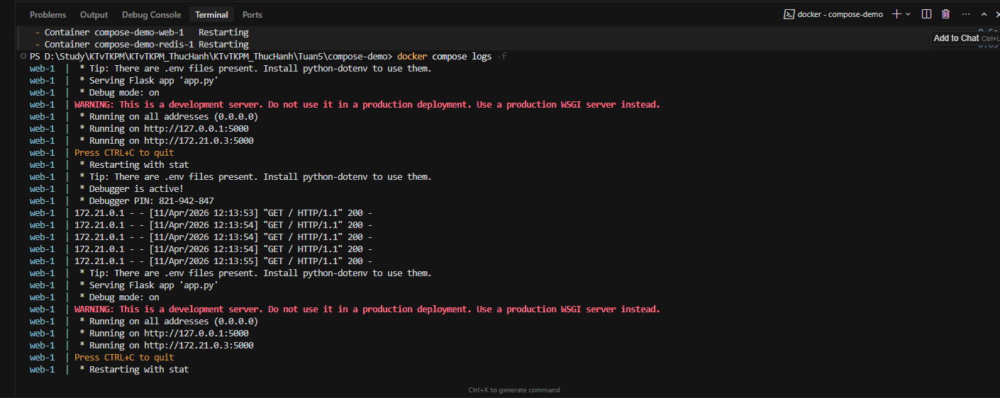 Problems Output Debug Console Terminal Ports docker - compose-demo
- Container compose-demo-web-1 Restarting
- Container compose-demo-redis-1 Restarting
Add to Chat
PS D:\Study\KTvTKPM\KTvTKPM_ThucHanh\KTvTKPM_ThucHanh\Tuan5\compose-demo> docker compose logs -f
web-1 | * Tip: There are .env files present. Install python-dotenv to use them.
web-1 | * Serving Flask app 'app.py'
web-1 | * Debug mode: on
web-1 | WARNING: This is a development server. Do not use it in a production deployment. Use a production WSGI server instead.
web-1 | * Running on all addresses (0.0.0.0)
web-1 | * Running on http://127.0.0.1:5000
web-1 | * Running on http://172.21.0.3:5000
web-1 | Press CTRL+C to quit
web-1 | * Restarting with stat
web-1 | * Tip: There are .env files present. Install python-dotenv to use them.
web-1 | * Debugger is active!
web-1 | * Debugger PIN: 821-942-847
web-1 | 172.21.0.1 - - [11/Apr/2026 12:13:53] "GET / HTTP/1.1" 200 -
web-1 | 172.21.0.1 - - [11/Apr/2026 12:13:54] "GET / HTTP/1.1" 200 -
web-1 | 172.21.0.1 - - [11/Apr/2026 12:13:54] "GET / HTTP/1.1" 200 -
web-1 | 172.21.0.1 - - [11/Apr/2026 12:13:54] "GET / HTTP/1.1" 200 -
web-1 | 172.21.0.1 - - [11/Apr/2026 12:13:55] "GET / HTTP/1.1" 200 -
web-1 | * Tip: There are .env files present. Install python-dotenv to use them.
web-1 | * Serving Flask app 'app.py'
web-1 | * Debug mode: on
web-1 | WARNING: This is a development server. Do not use it in a production deployment. Use a production WSGI server instead.
web-1 | * Running on all addresses (0.0.0.0)
web-1 | * Running on http://127.0.0.1:5000
web-1 | * Running on http://172.21.0.3:5000
web-1 | Press CTRL+C to quit
web-1 | * Restarting with stat
Ctrl+K to generate command